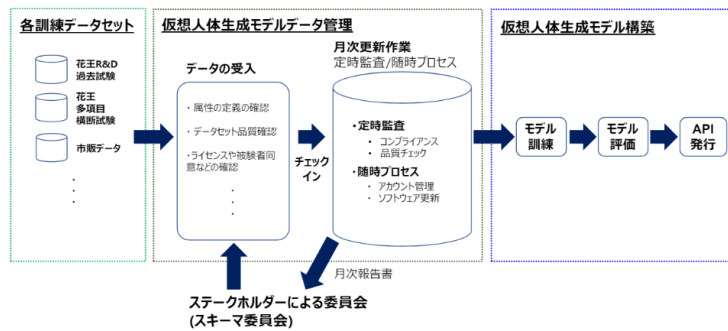 各訓練データセット
花王R&D
過去試験
花王
多項目
横断試験
市販データ
・
・
・
仮想人体生成モデルデータ管理
データの受入
・属性の定義の確認
・データセット品質確認
・ライセンスや被験者同
意などの確認
・
・
・
チェック
イン
月次更新作業
定時監査/随時プロセス
・定時監査
・ コンプライアンス
・ 品質チェック
・随時プロセス
・ アカウント管理
・ ソフトウェア更新
月次報告書
ステークホルダーによる委員会
(スキーマ委員会)
仮想人体生成モデル構築
モデル
訓練
モデル
評価
API
発行